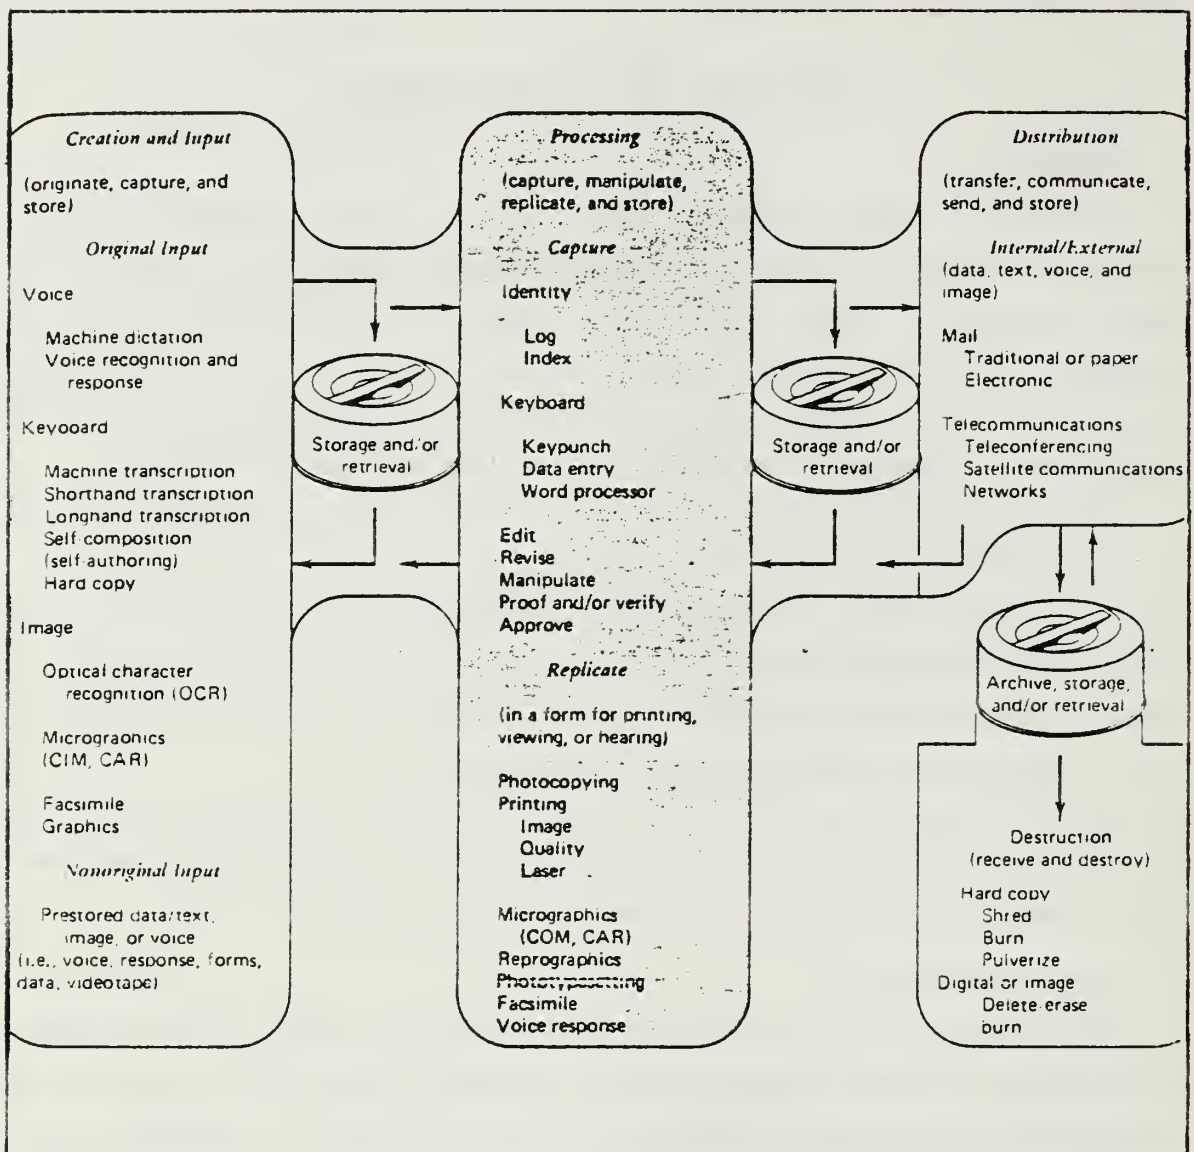 Creation and Input
(originate, capture, and
store)
Original Input
Voice
Machine dictation
Voice recognition and
response
Keyboard
Machine transcription
Shorthand transcription
Longhand transcription
Self-composition
(self-authoring)
Hard copy
Image
Optical character
recognition (OCR)
Micrographics
(CIM, CAR)
Facsimile
Graphics
Nonoriginal Input
Prestored data/text,
image, or voice
(i.e., voice, response, forms,
data, videotape)
Storage and/or
retrieval
Processing
(capture, manipulate,
replicate, and store)
Capture
Identity
Log
Index
Keyboard
Keypunch
Data entry
Word processor
Edit
Revise
Manipulate
Proof and/or verify
Approve
Replicate
(in a form for printing,
viewing, or hearing)
Photocopying
Printing
Image
Quality
Laser
Micrographics
(COM, CAR)
Reprographics
Phototypesetting
Facsimile
Voice response
Storage and/or
retrieval
Distribution
(transfer, communicate,
send, and store)
Internal/External
(data, text, voice, and
image)
Mail
Traditional or paper
Electronic
Telecommunications
Teleconferencing
Satellite communications
Networks
Archive, storage,
and/or retrieval
Destruction
(receive and destroy)
Hard copy
Shred
Burn
Pulverize
Digital or image
Delete-erase
burn